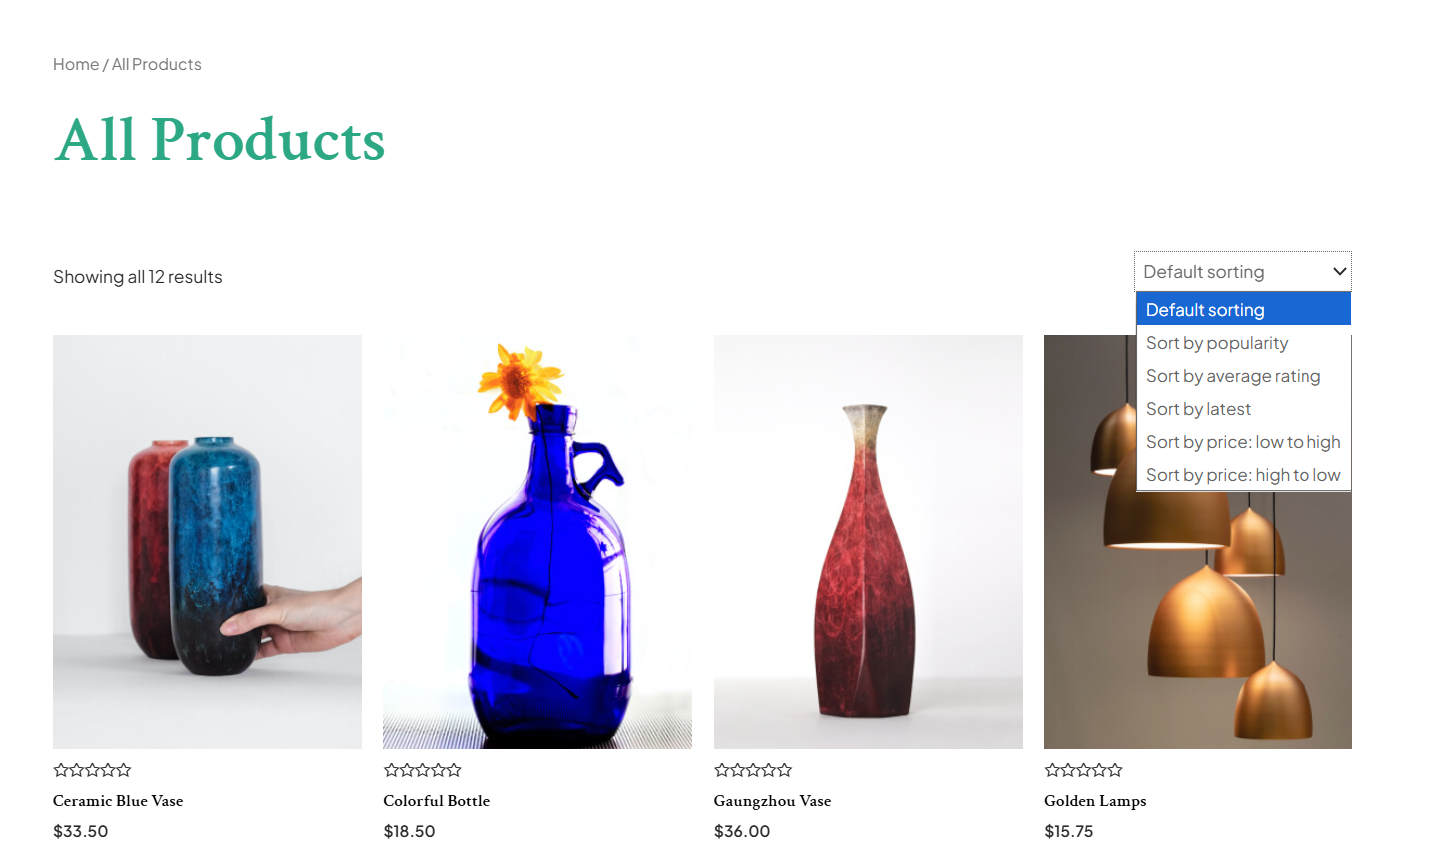 Home / All Products
All Products
Showing all 12 results
Default sorting
Default sorting
Sort by popularity
Sort by average rating
Sort by latest
Sort by price: low to high
Sort by price: high to low
Ceramic Blue Vase
$33.50
Colorful Bottle
$18.50
Gaungzhou Vase
$36.00
Golden Lamps
$15.75